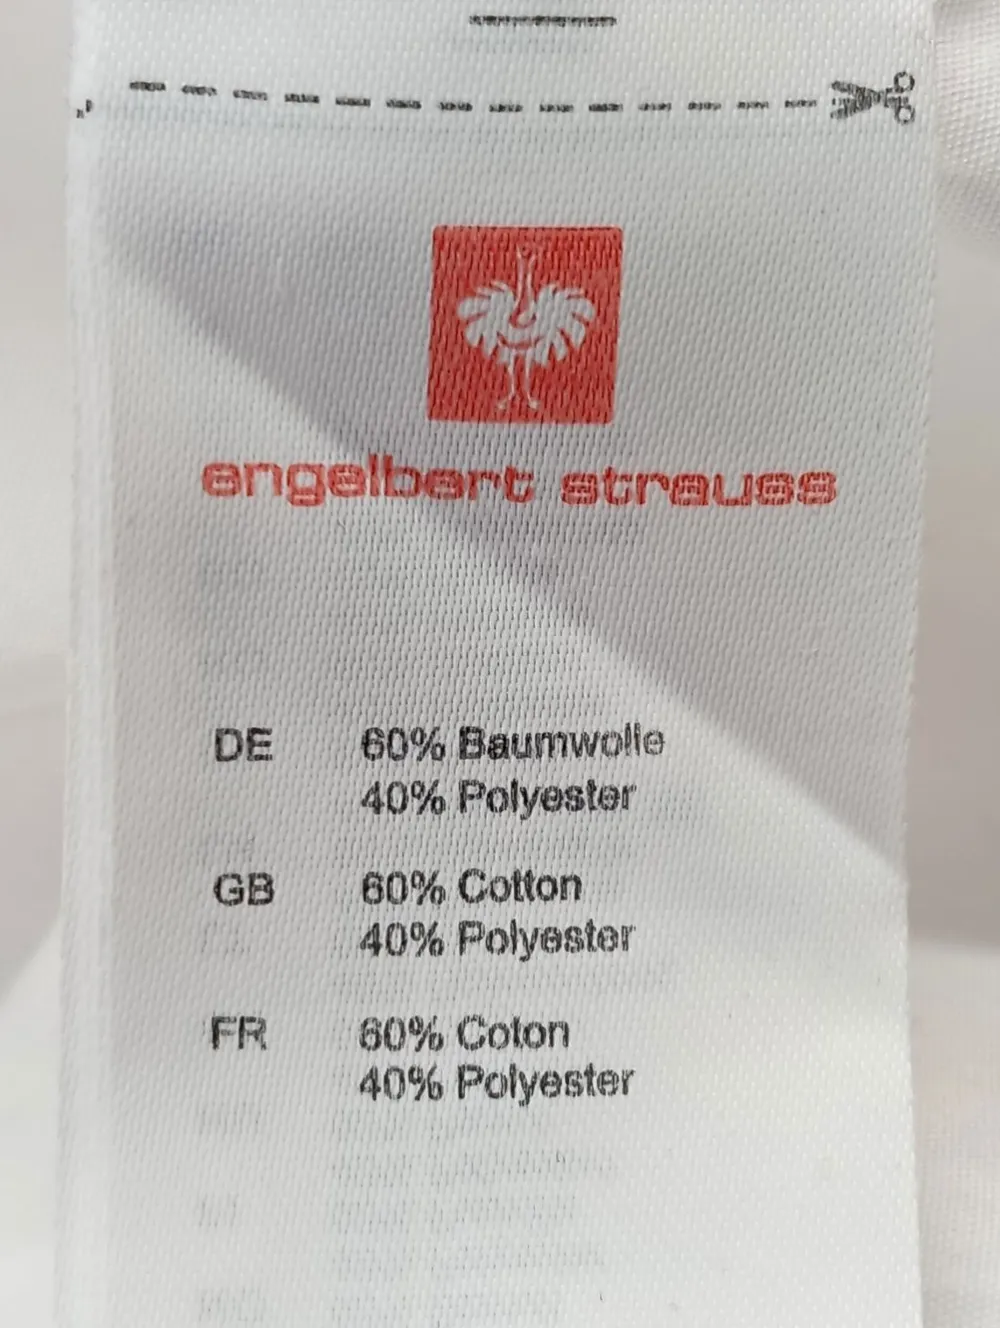 engelbert strauss
DE 60% Baumwolle
40% Polyester
GB 60% Cotton
40% Polyester
FR 60% Coton
40% Polyester